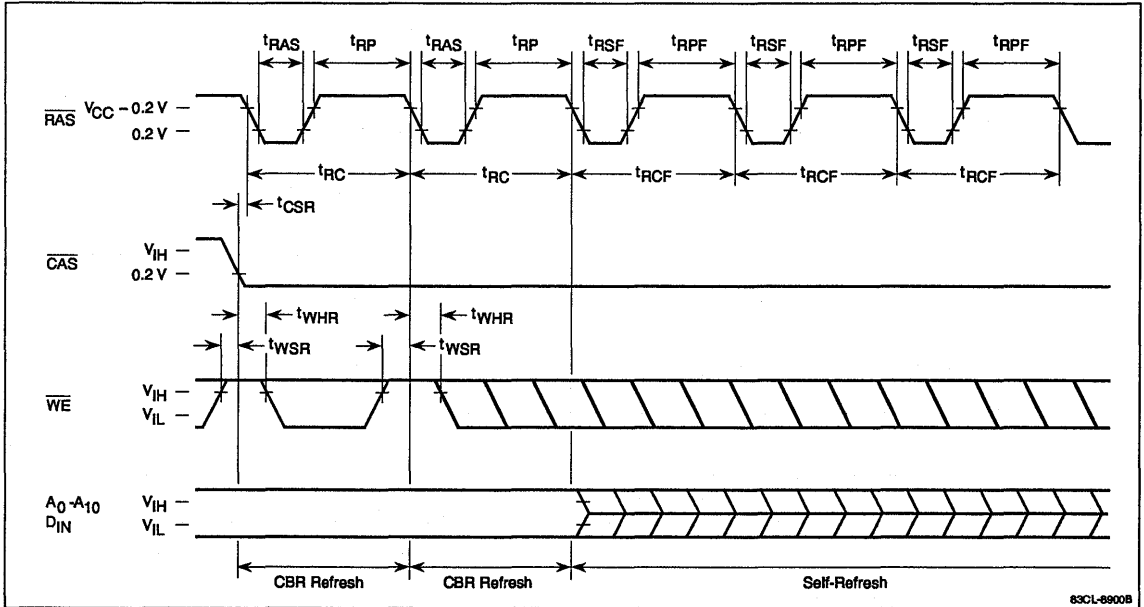 tRAS tRP tRAS tRP tRSF tRPF tRSF tRPF tRSF tRPF
RAS VCC – 0.2 V
0.2 V
tRC tRC tRCF tRCF tRCF
tCSR
CAS VIH
0.2 V
tWHR tWHR
tWSR tWSR
WE VIH
VIL
A0 -A10 VIH
DIN VIL
CBR Refresh CBR Refresh Self-Refresh
83CL-8900B